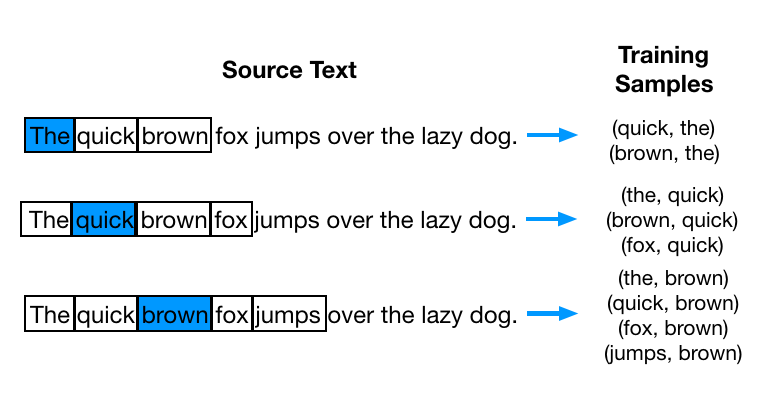 Source Text
Training
Samples
The quick brown fox jumps over the lazy dog.
(quick, the)
(brown, the)
The quick brown fox jumps over the lazy dog.
(the, quick)
(brown, quick)
(fox, quick)
The quick brown fox jumps over the lazy dog.
(the, brown)
(quick, brown)
(fox, brown)
(jumps, brown)